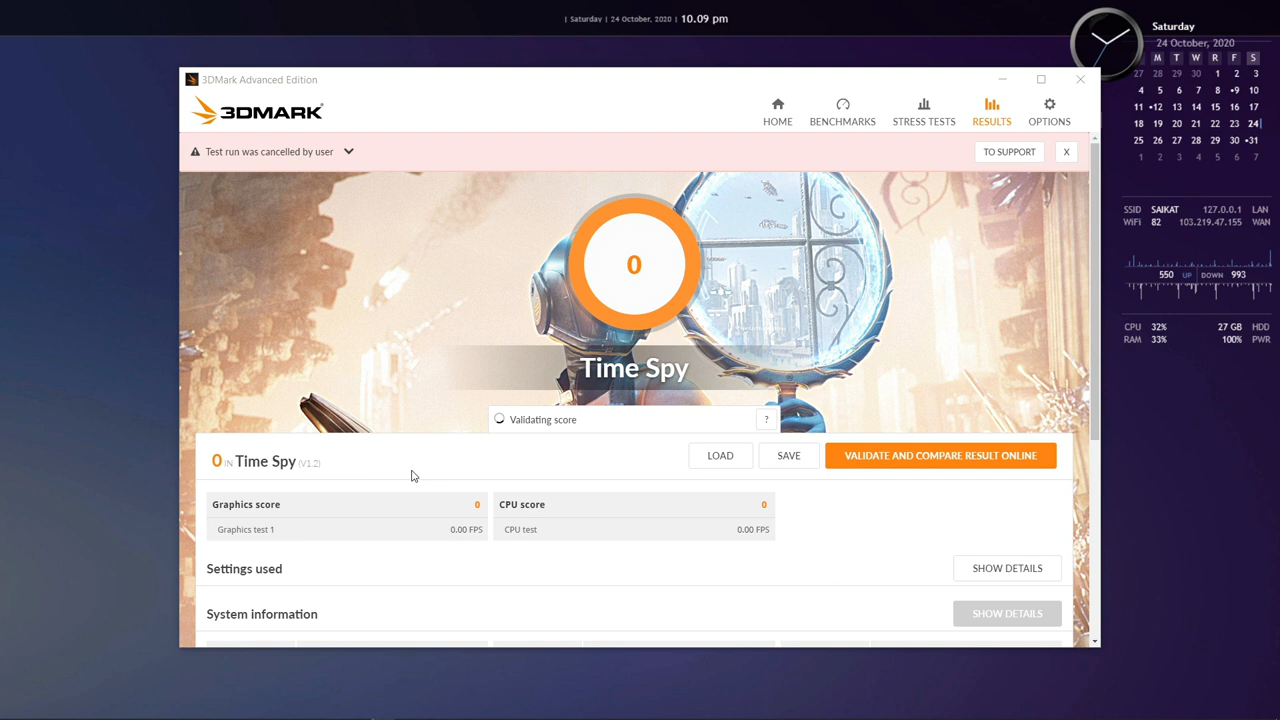 | Saturday | 24 October, 2020 | 10.09 pm
Saturday
24 October, 2020
M T W R F S
27 28 29 30 1 2 3
4 5 6 7 8 •9 10
11 •12 13 14 15 16 17
18 19 20 21 22 23 24
25 26 27 28 29 30 •31
1 2 3 4 5 6 7
SSID SAIKAT 127.0.0.1 LAN
WiFi 82 103.219.47.155 WAN
550 UP DOWN 993
CPU 32% 27 GB HDD
RAM 33% 100% PWR
3DMark Advanced Edition
3DMARK®
HOME BENCHMARKS STRESS TESTS RESULTS OPTIONS
Test run was cancelled by user
TO SUPPORT X
0
Time Spy
Validating score ?
0 IN Time Spy (V1.2)
LOAD SAVE VALIDATE AND COMPARE RESULT ONLINE
Graphics score 0 CPU score 0
Graphics test 1 0.00 FPS CPU test 0.00 FPS
Settings used SHOW DETAILS
System information SHOW DETAILS